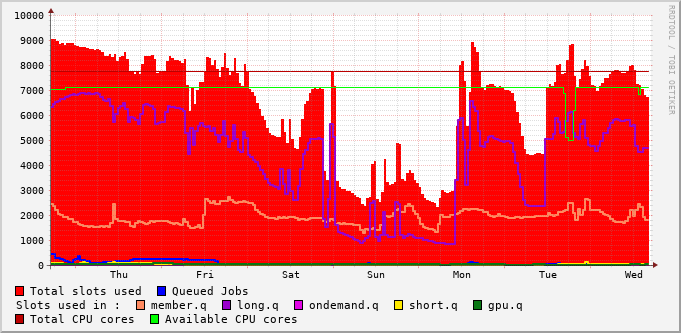 10000
9000
8000
7000
6000
5000
4000
3000
2000
1000
0
Thu Fri Sat Sun Mon Tue Wed
RRDTOOL / TOBI OETIKER
Total slots used Queued Jobs
Slots used in : member.q long.q ondemand.q short.q gpu.q
Total CPU cores Available CPU cores